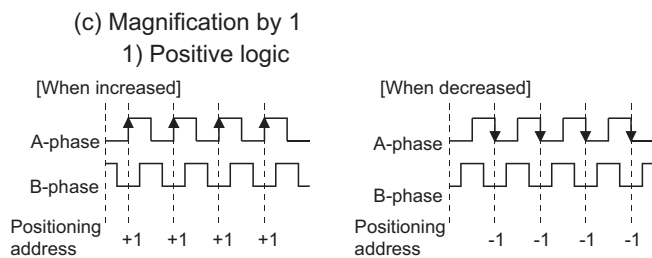 (c) Magnification by 1
1) Positive logic
[When increased]
A-phase
B-phase
Positioning
address
+1 +1 +1 +1
[When decreased]
A-phase
B-phase
Positioning
address
-1 -1 -1 -1